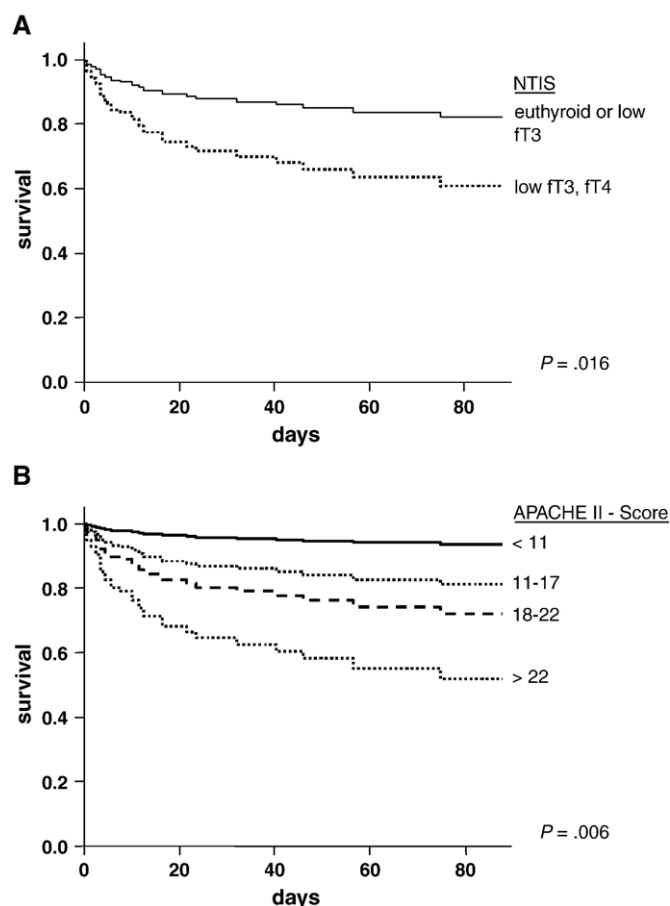 A
1.0
0.8
0.6
0.4
0.2
0.0
survival
0 20 40 60 80
days
NTIS
euthyroid or low
fT3
low fT3, fT4
P = .016
B
1.0
0.8
0.6
0.4
0.2
0.0
survival
0 20 40 60 80
days
APACHE II - Score
< 11
11-17
18-22
> 22
P = .006